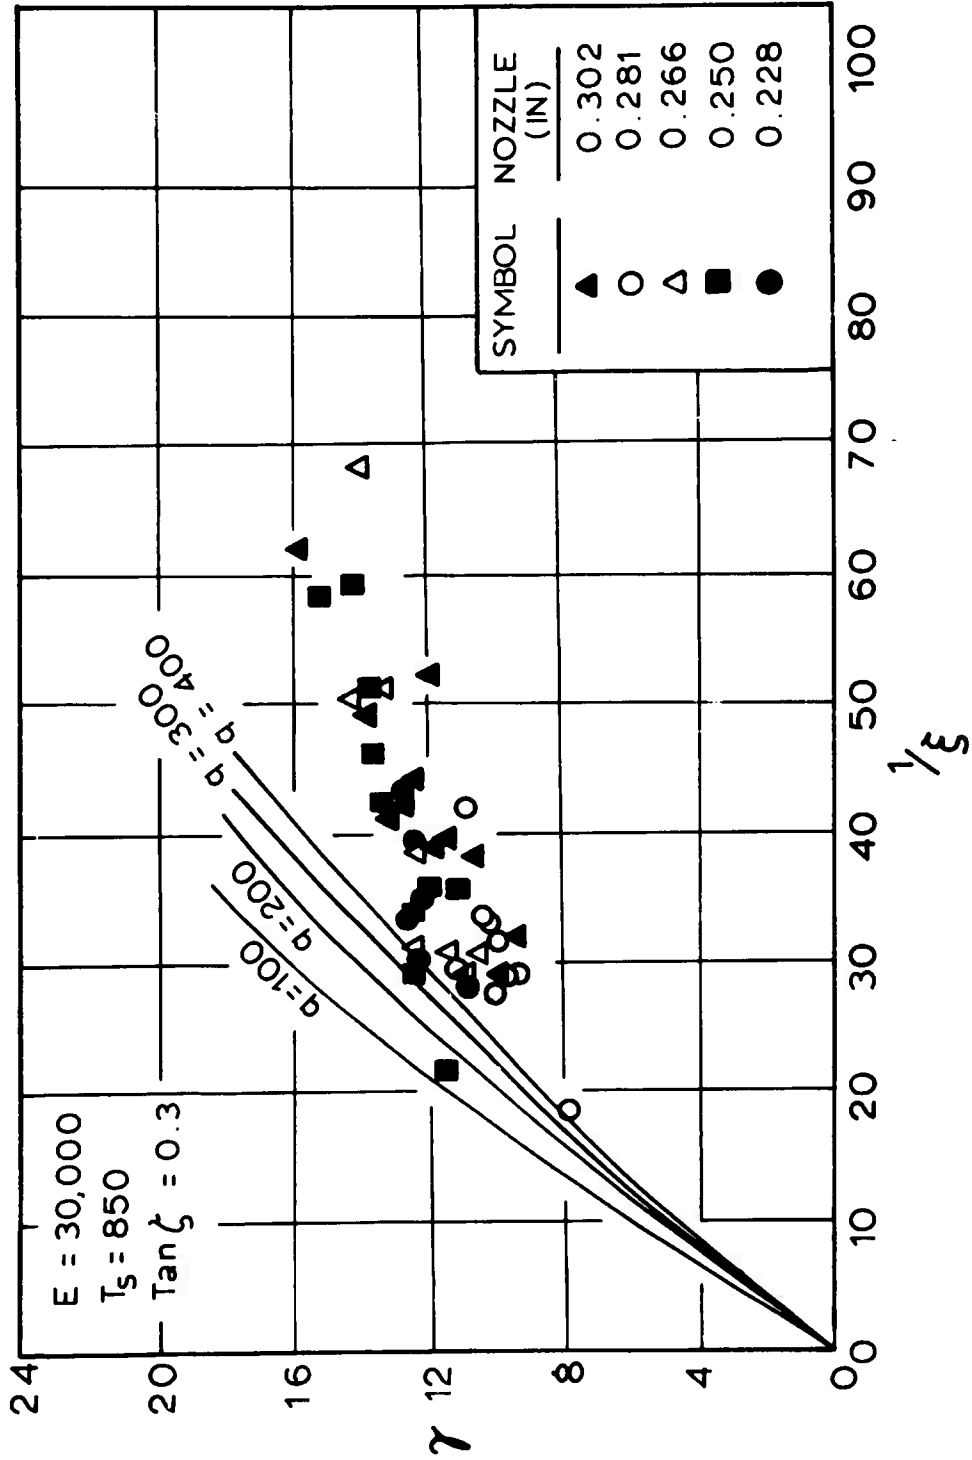 E = 30,000
Ts = 850
Tan ζ = 0.3
q=100
q=200
q=300
q=400
SYMBOL NOZZLE
(IN)
▲ 0.302
○ 0.281
△ 0.266
■ 0.250
● 0.228
24
20
16
12
8
4
0
γ
0 10 20 30 40 50 60 70 80 90 100
1/ξ